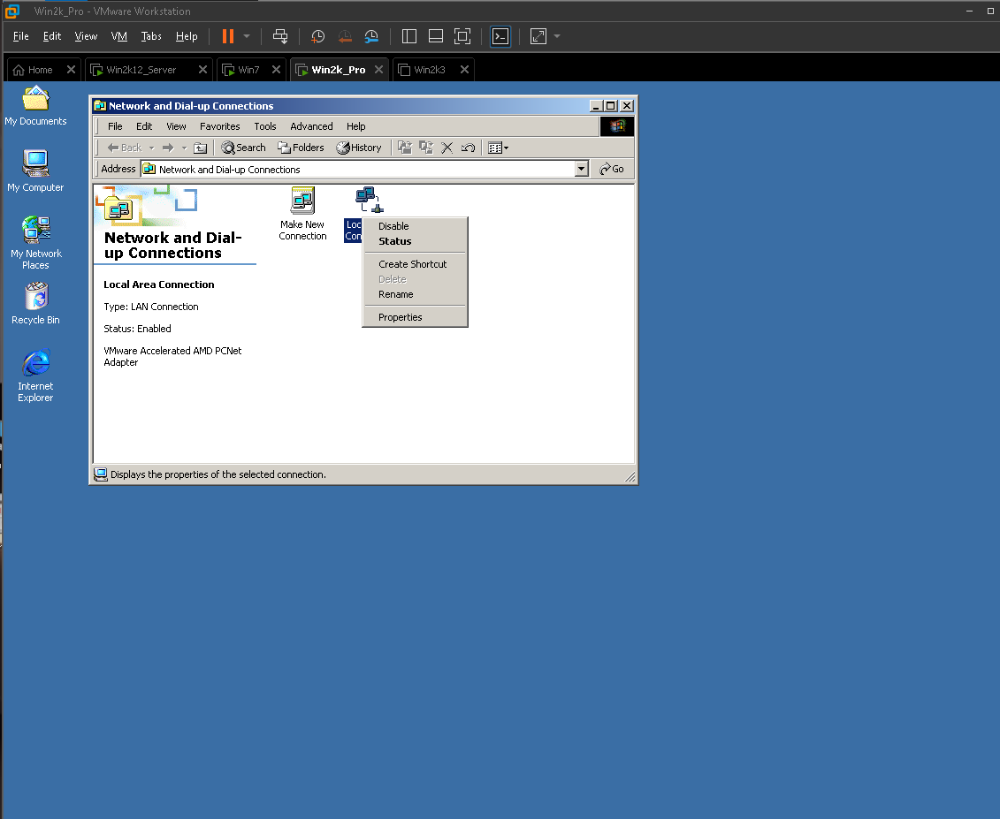 Win2k_Pro - VMware Workstation
File Edit View VM Tabs Help
Home Win2k12_Server Win7 Win2k_Pro Win2k3
My Documents
My Computer
My Network
Places
Recycle Bin
Internet
Explorer
Network and Dial-up Connections
File Edit View Favorites Tools Advanced Help
Back Search Folders History
Address Network and Dial-up Connections Go
Network and Dial-
up Connections
Local Area Connection
Type: LAN Connection
Status: Enabled
VMware Accelerated AMD PCNet
Adapter
Make New
Connection
Loc
Con
Disable
Status
Create Shortcut
Delete
Rename
Properties
Displays the properties of the selected connection.